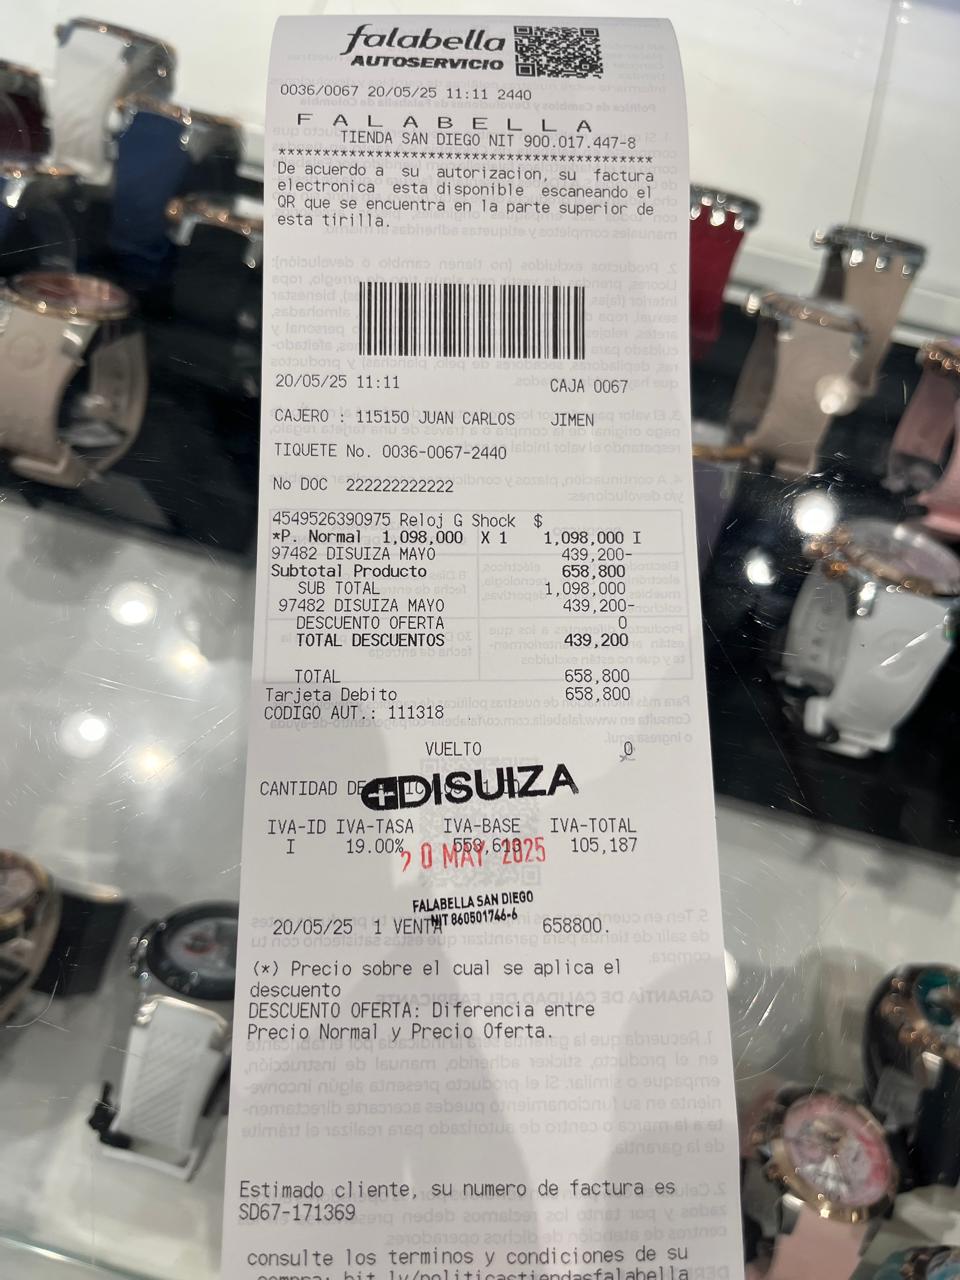 falabella
AUTOSERVICIO
0036/0067 20/05/25 11:11 2440
F A L A B E L L A
TIENDA SAN DIEGO NIT 900.017.447-8
******************************************
De acuerdo a su autorizacion, su factura
electronica esta disponible escaneando el
QR que se encuentra en la parte superior de
esta tirilla.
20/05/25 11:11 CAJA 0067
CAJERO : 115150 JUAN CARLOS JIMEN
TIQUETE No. 0036-0067-2440
No DOC 222222222222
4549526390975 Reloj G Shock $
*P. Normal 1,098,000 X 1 1,098,000 I
97482 DISUIZA MAYO 439,200-
Subtotal Producto 658,800
SUB TOTAL 1,098,000
97482 DISUIZA MAYO 439,200-
DESCUENTO OFERTA 0
TOTAL DESCUENTOS 439,200
TOTAL 658,800
Tarjeta Debito 658,800
CODIGO AUT.: 111318
VUELTO 0
CANTIDAD DE
DISUIZA
IVA-ID IVA-TASA IVA-BASE IVA-TOTAL
I 19.00% 553,613 105,187
20 MAY 2025
FALABELLA SAN DIEGO
NIT 860501746-6
20/05/25 1 VENTA 658800.
(*) Precio sobre el cual se aplica el
descuento
DESCUENTO OFERTA: Diferencia entre
Precio Normal y Precio Oferta.
Estimado cliente, su numero de factura es
SD67-171369
consulte los terminos y condiciones de su
compra: bit.ly/politicastiendasfalabella